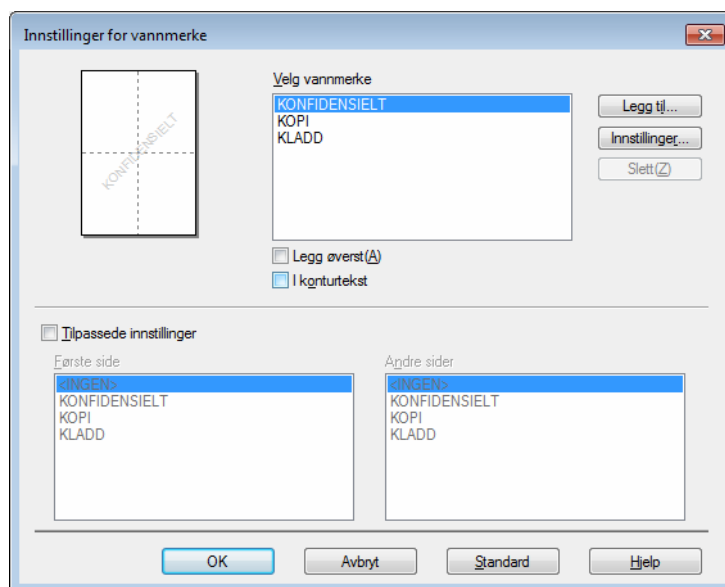 Innstillinger for vannmerke
KONFIDENSIELT
Velg vannmerke
KONFIDENSIELT
KOPI
KLADD
Legg til...
Innstillinger...
Slett(Z)
Legg øverst(A)
I konturtekst
Tilpassede innstillinger
Første side
<INGEN>
KONFIDENSIELT
KOPI
KLADD
Andre sider
<INGEN>
KONFIDENSIELT
KOPI
KLADD
OK
Avbryt
Standard
Hjelp